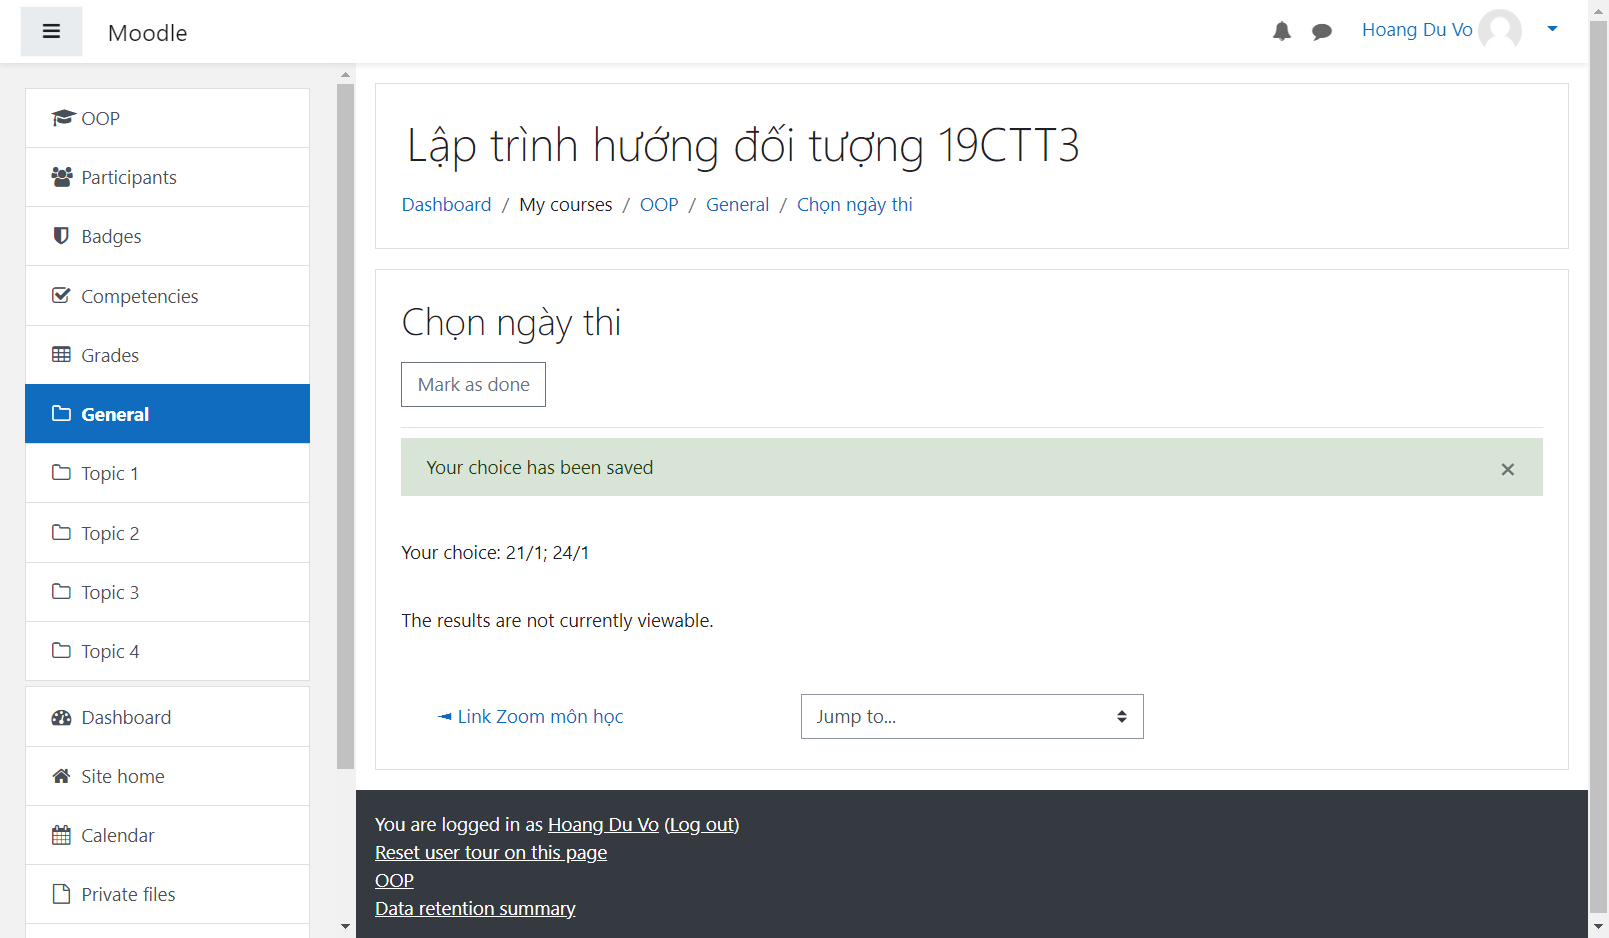 Moodle
Hoang Du Vo
OOP
Participants
Badges
Competencies
Grades
General
Topic 1
Topic 2
Topic 3
Topic 4
Dashboard
Site home
Calendar
Private files
Lập trình hướng đối tượng 19CTT3
Dashboard / My courses / OOP / General / Chọn ngày thi
Chọn ngày thi
Mark as done
Your choice has been saved
×
Your choice: 21/1; 24/1
The results are not currently viewable.
◄ Link Zoom môn học
Jump to...
You are logged in as Hoang Du Vo (Log out)
Reset user tour on this page
OOP
Data retention summary